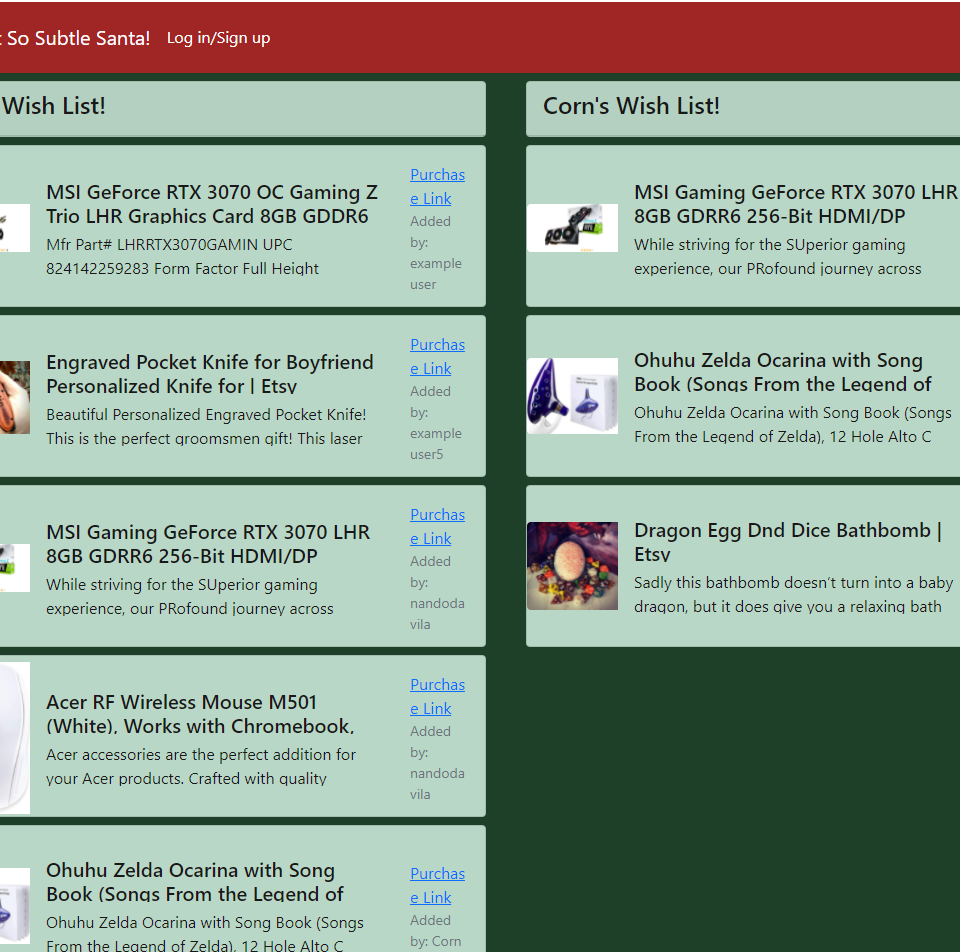 So Subtle Santa! Log in/Sign up
Wish List!
MSI GeForce RTX 3070 OC Gaming Z
Trio LHR Graphics Card 8GB GDDR6
Mfr Part# LHRRTX3070GAMIN UPC
824142259283 Form Factor Full Height
Purchas
e Link
Added
by:
example
user
Engraved Pocket Knife for Boyfriend
Personalized Knife for | Etsy
Beautiful Personalized Engraved Pocket Knife!
This is the perfect groomsmen gift! This laser
Purchas
e Link
Added
by:
example
user5
MSI Gaming GeForce RTX 3070 LHR
8GB GDRR6 256-Bit HDMI/DP
While striving for the SUperior gaming
experience, our PRofound journey across
Purchas
e Link
Added
by:
nandoda
vila
Acer RF Wireless Mouse M501
(White), Works with Chromebook,
Acer accessories are the perfect addition for
your Acer products. Crafted with quality
Purchas
e Link
Added
by:
nandoda
vila
Ohuhu Zelda Ocarina with Song
Book (Songs From the Legend of
Ohuhu Zelda Ocarina with Song Book (Songs
From the Legend of Zelda), 12 Hole Alto C
Purchas
e Link
Added
by: Corn
Corn's Wish List!
MSI Gaming GeForce RTX 3070 LHR
8GB GDRR6 256-Bit HDMI/DP
While striving for the SUperior gaming
experience, our PRofound journey across
Ohuhu Zelda Ocarina with Song
Book (Songs From the Legend of
Ohuhu Zelda Ocarina with Song Book (Songs
From the Legend of Zelda), 12 Hole Alto C
Dragon Egg Dnd Dice Bathbomb |
Etsy
Sadly this bathbomb doesn't turn into a baby
dragon, but it does give you a relaxing bath